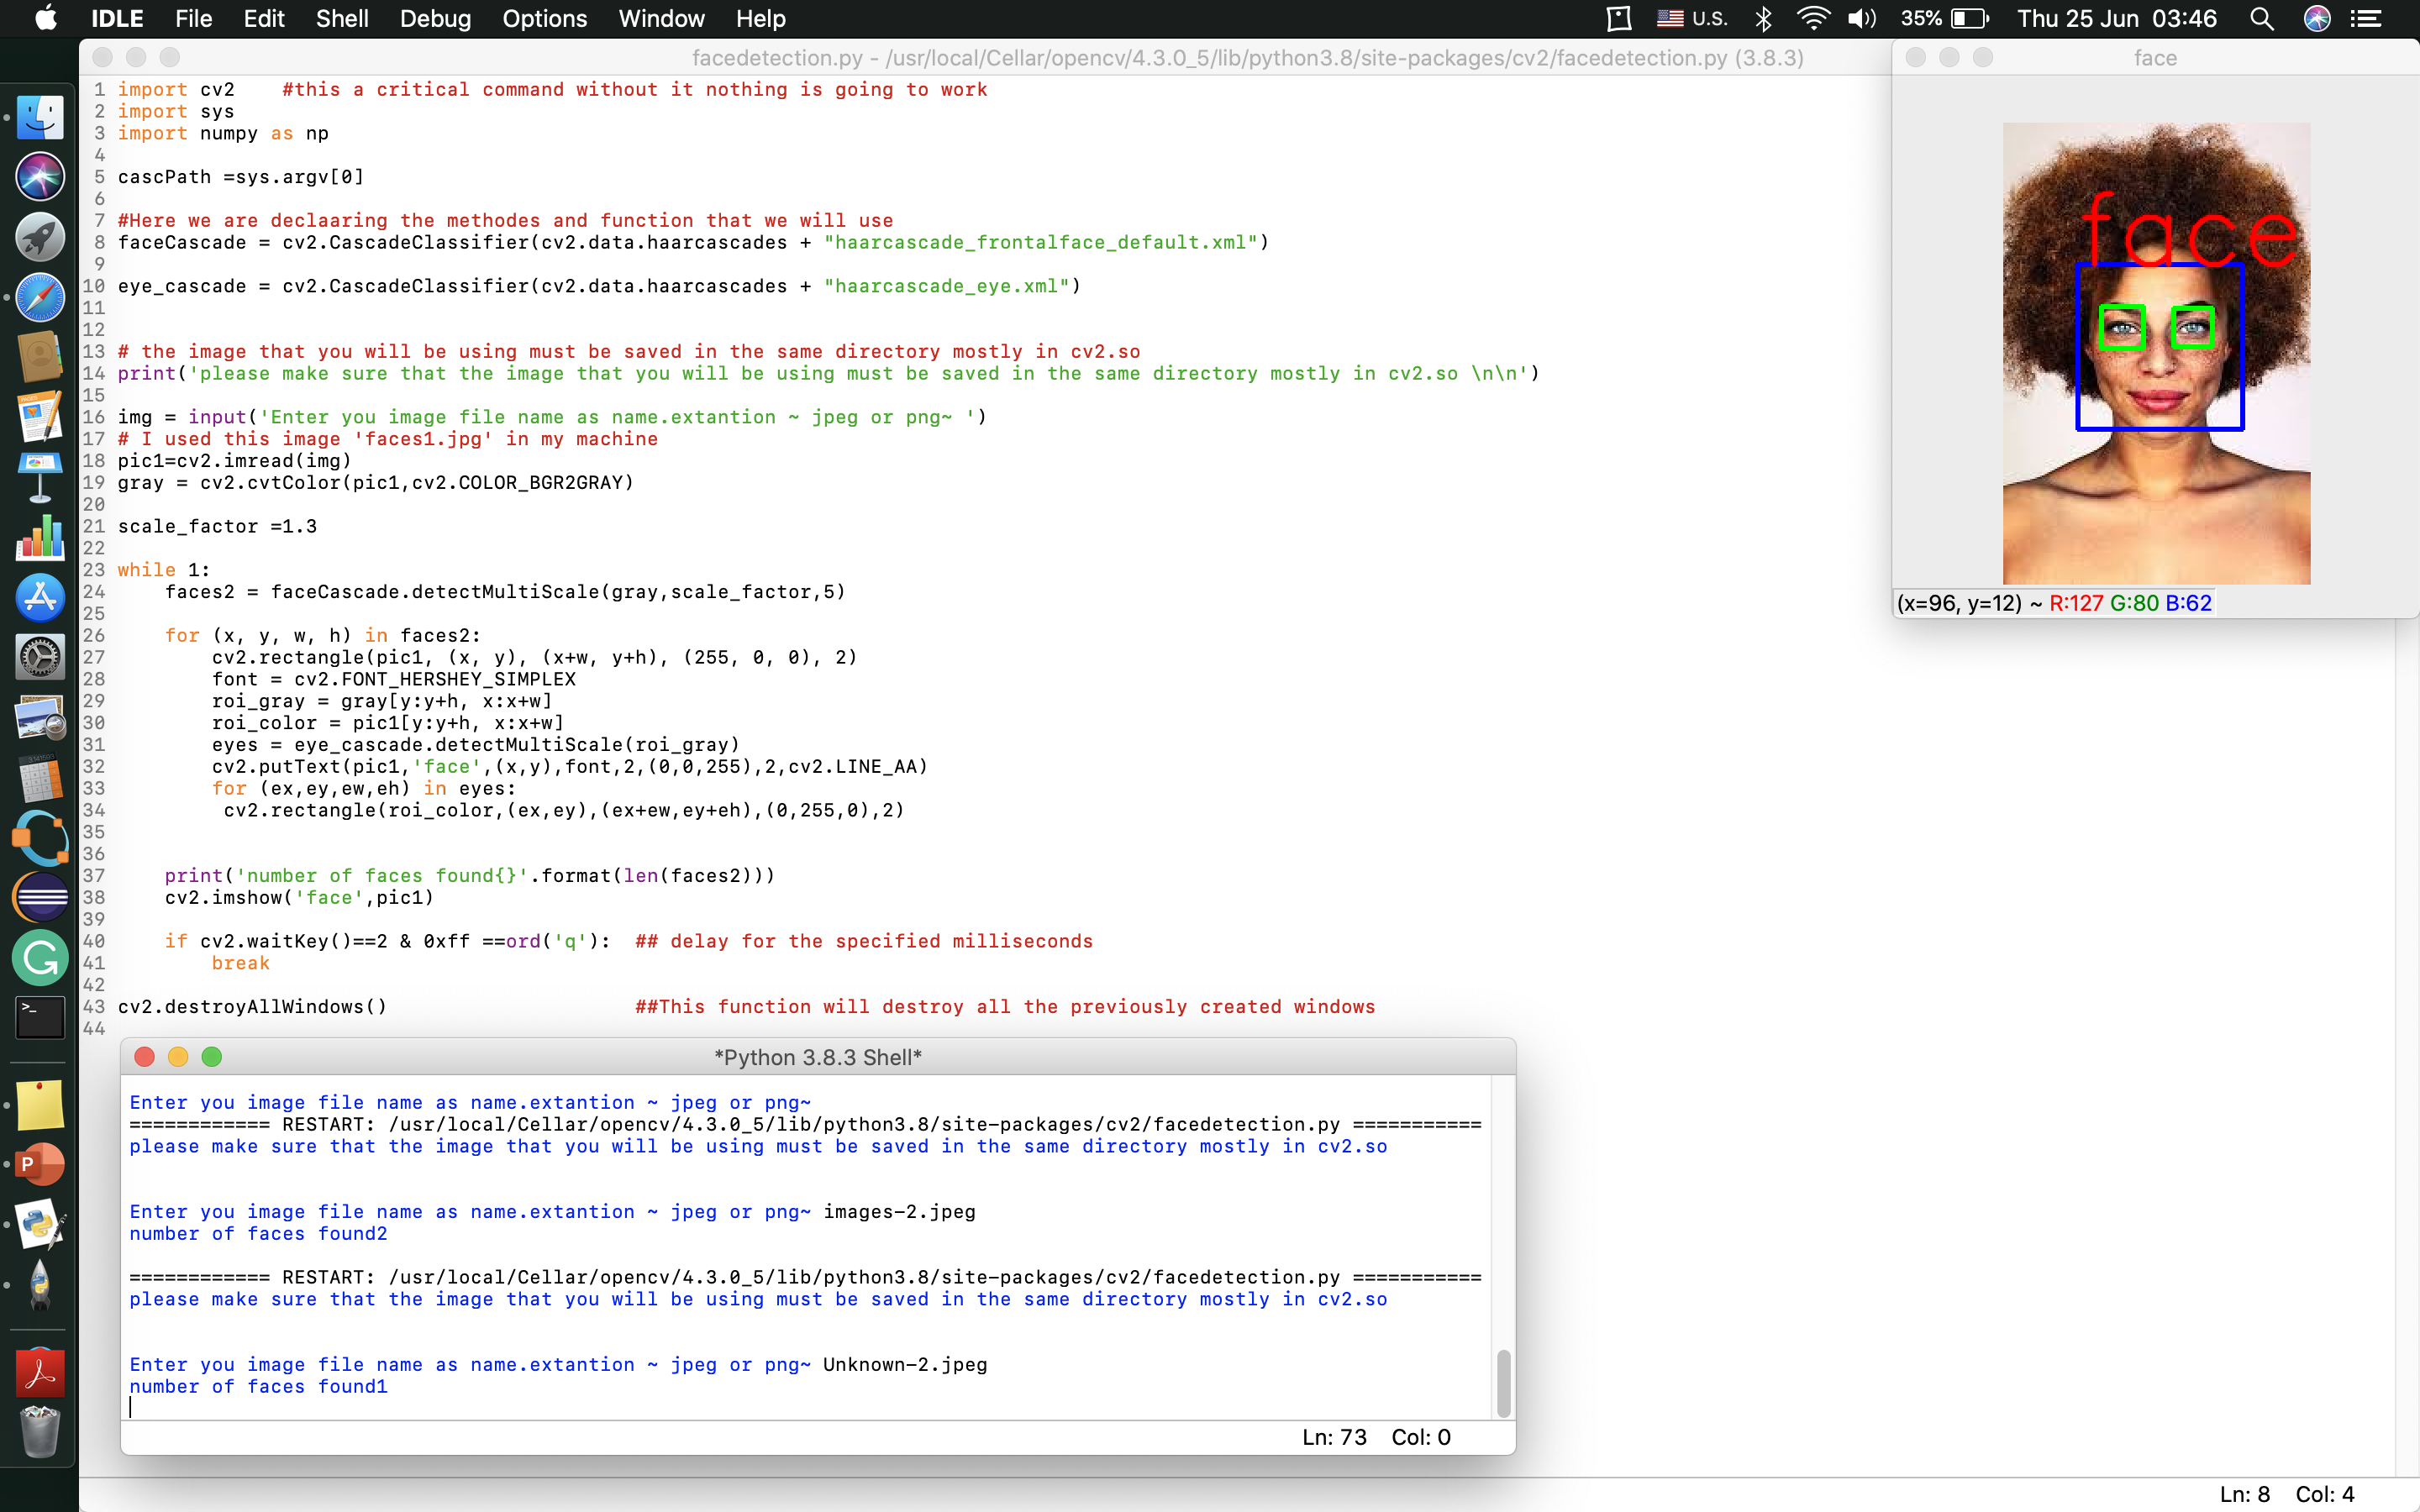 IDLE File Edit Shell Debug Options Window Help U.S. 35% Thu 25 Jun 03:46
facedetection.py - /usr/local/Cellar/opencv/4.3.0_5/lib/python3.8/site-packages/cv2/facedetection.py (3.8.3)
1 import cv2    #this a critical command without it nothing is going to work
2 import sys
3 import numpy as np
4
5 cascPath =sys.argv[0]
6
7 #Here we are declaaring the methodes and function that we will use
8 faceCascade = cv2.CascadeClassifier(cv2.data.haarcascades + "haarcascade_frontalface_default.xml")
9
10 eye_cascade = cv2.CascadeClassifier(cv2.data.haarcascades + "haarcascade_eye.xml")
11
12
13 # the image that you will be using must be saved in the same directory mostly in cv2.so
14 print('please make sure that the image that you will be using must be saved in the same directory mostly in cv2.so \n\n')
15
16 img = input('Enter you image file name as name.extantion ~ jpeg or png~ ')
17 # I used this image 'faces1.jpg' in my machine
18 pic1=cv2.imread(img)
19 gray = cv2.cvtColor(pic1,cv2.COLOR_BGR2GRAY)
20
21 scale_factor =1.3
22
23 while 1:
24     faces2 = faceCascade.detectMultiScale(gray,scale_factor,5)
25
26     for (x, y, w, h) in faces2:
27         cv2.rectangle(pic1, (x, y), (x+w, y+h), (255, 0, 0), 2)
28         font = cv2.FONT_HERSHEY_SIMPLEX
29         roi_gray = gray[y:y+h, x:x+w]
30         roi_color = pic1[y:y+h, x:x+w]
31         eyes = eye_cascade.detectMultiScale(roi_gray)
32         cv2.putText(pic1,'face',(x,y),font,2,(0,0,255),2,cv2.LINE_AA)
33         for (ex,ey,ew,eh) in eyes:
34          cv2.rectangle(roi_color,(ex,ey),(ex+ew,ey+eh),(0,255,0),2)
35
36
37     print('number of faces found{}'.format(len(faces2)))
38     cv2.imshow('face',pic1)
39
40     if cv2.waitKey()==2 & 0xff ==ord('q'):  ## delay for the specified milliseconds
41         break
42
43 cv2.destroyAllWindows()                     ##This function will destroy all the previously created windows
44
face
face
(x=96, y=12) ~ R:127 G:80 B:62
*Python 3.8.3 Shell*
Enter you image file name as name.extantion ~ jpeg or png~
============ RESTART: /usr/local/Cellar/opencv/4.3.0_5/lib/python3.8/site-packages/cv2/facedetection.py ===========
please make sure that the image that you will be using must be saved in the same directory mostly in cv2.so
Enter you image file name as name.extantion ~ jpeg or png~ images-2.jpeg
number of faces found2
============ RESTART: /usr/local/Cellar/opencv/4.3.0_5/lib/python3.8/site-packages/cv2/facedetection.py ===========
please make sure that the image that you will be using must be saved in the same directory mostly in cv2.so
Enter you image file name as name.extantion ~ jpeg or png~ Unknown-2.jpeg
number of faces found1
Ln: 73 Col: 0
Ln: 8 Col: 4